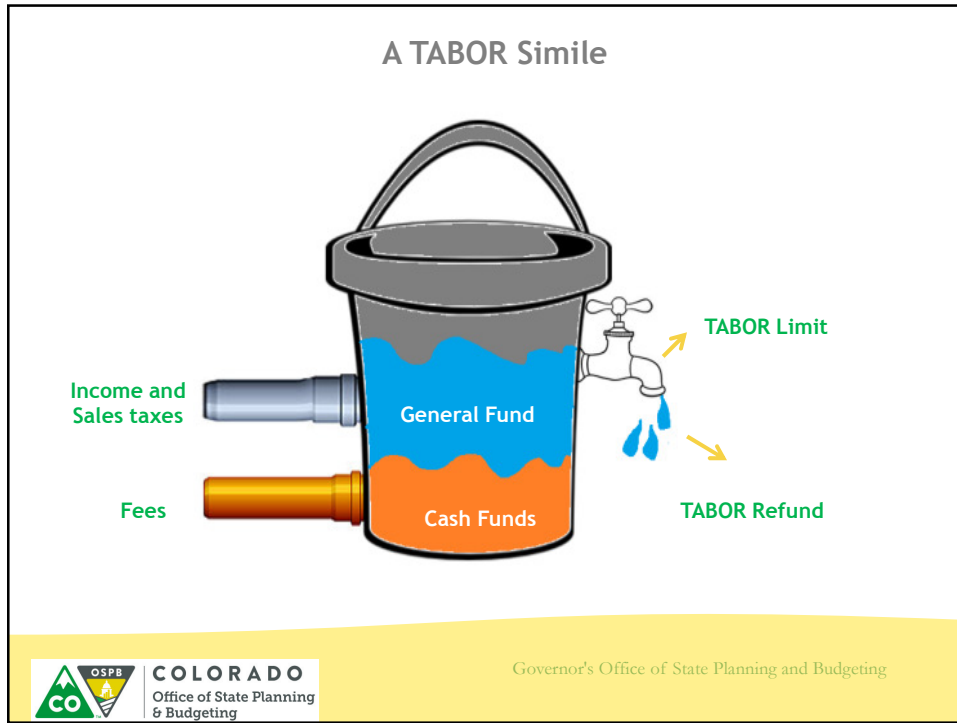 A TABOR Simile
TABOR Limit
Income and
Sales taxes
General Fund
Fees
Cash Funds
TABOR Refund
Governor's Office of State Planning and Budgeting
OSPB
CO
COLORADO
Office of State Planning
& Budgeting